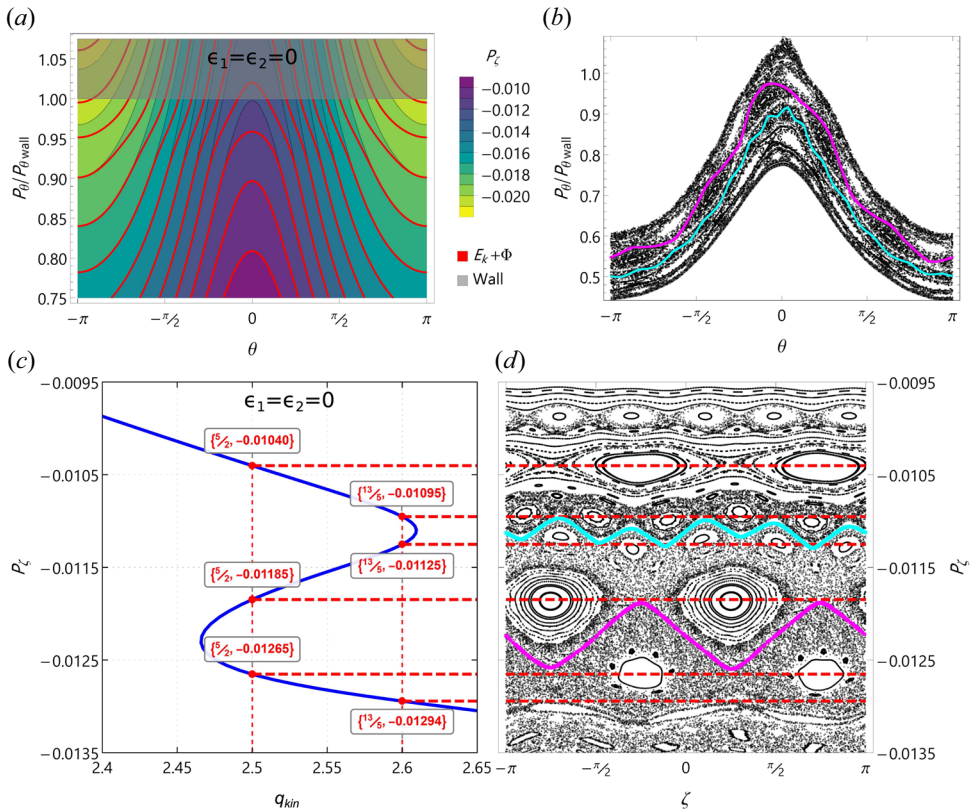 (a)
(b)
ϵ1=ϵ2=0
Pζ
−0.010
−0.012
−0.014
−0.016
−0.018
−0.020
Ek+Φ
Wall
Pθ/Pθ wall
1.05
1.00
0.95
0.90
0.85
0.80
0.75
−π
−π/2
0
π/2
π
θ
Pθ/Pθ wall
1.0
0.9
0.8
0.7
0.6
0.5
−π
−π/2
0
π/2
π
θ
(c)
(d)
ϵ1=ϵ2=0
Pζ
−0.0095
−0.0105
−0.0115
−0.0125
−0.0135
{5/2, −0.01040}
{13/5, −0.01095}
{13/5, −0.01125}
{5/2, −0.01185}
{5/2, −0.01265}
{13/5, −0.01294}
2.4
2.45
2.5
2.55
2.6
2.65
qkin
−0.0095
−0.0105
−0.0115
−0.0125
−0.0135
Pζ
−π
−π/2
0
π/2
π
ζ